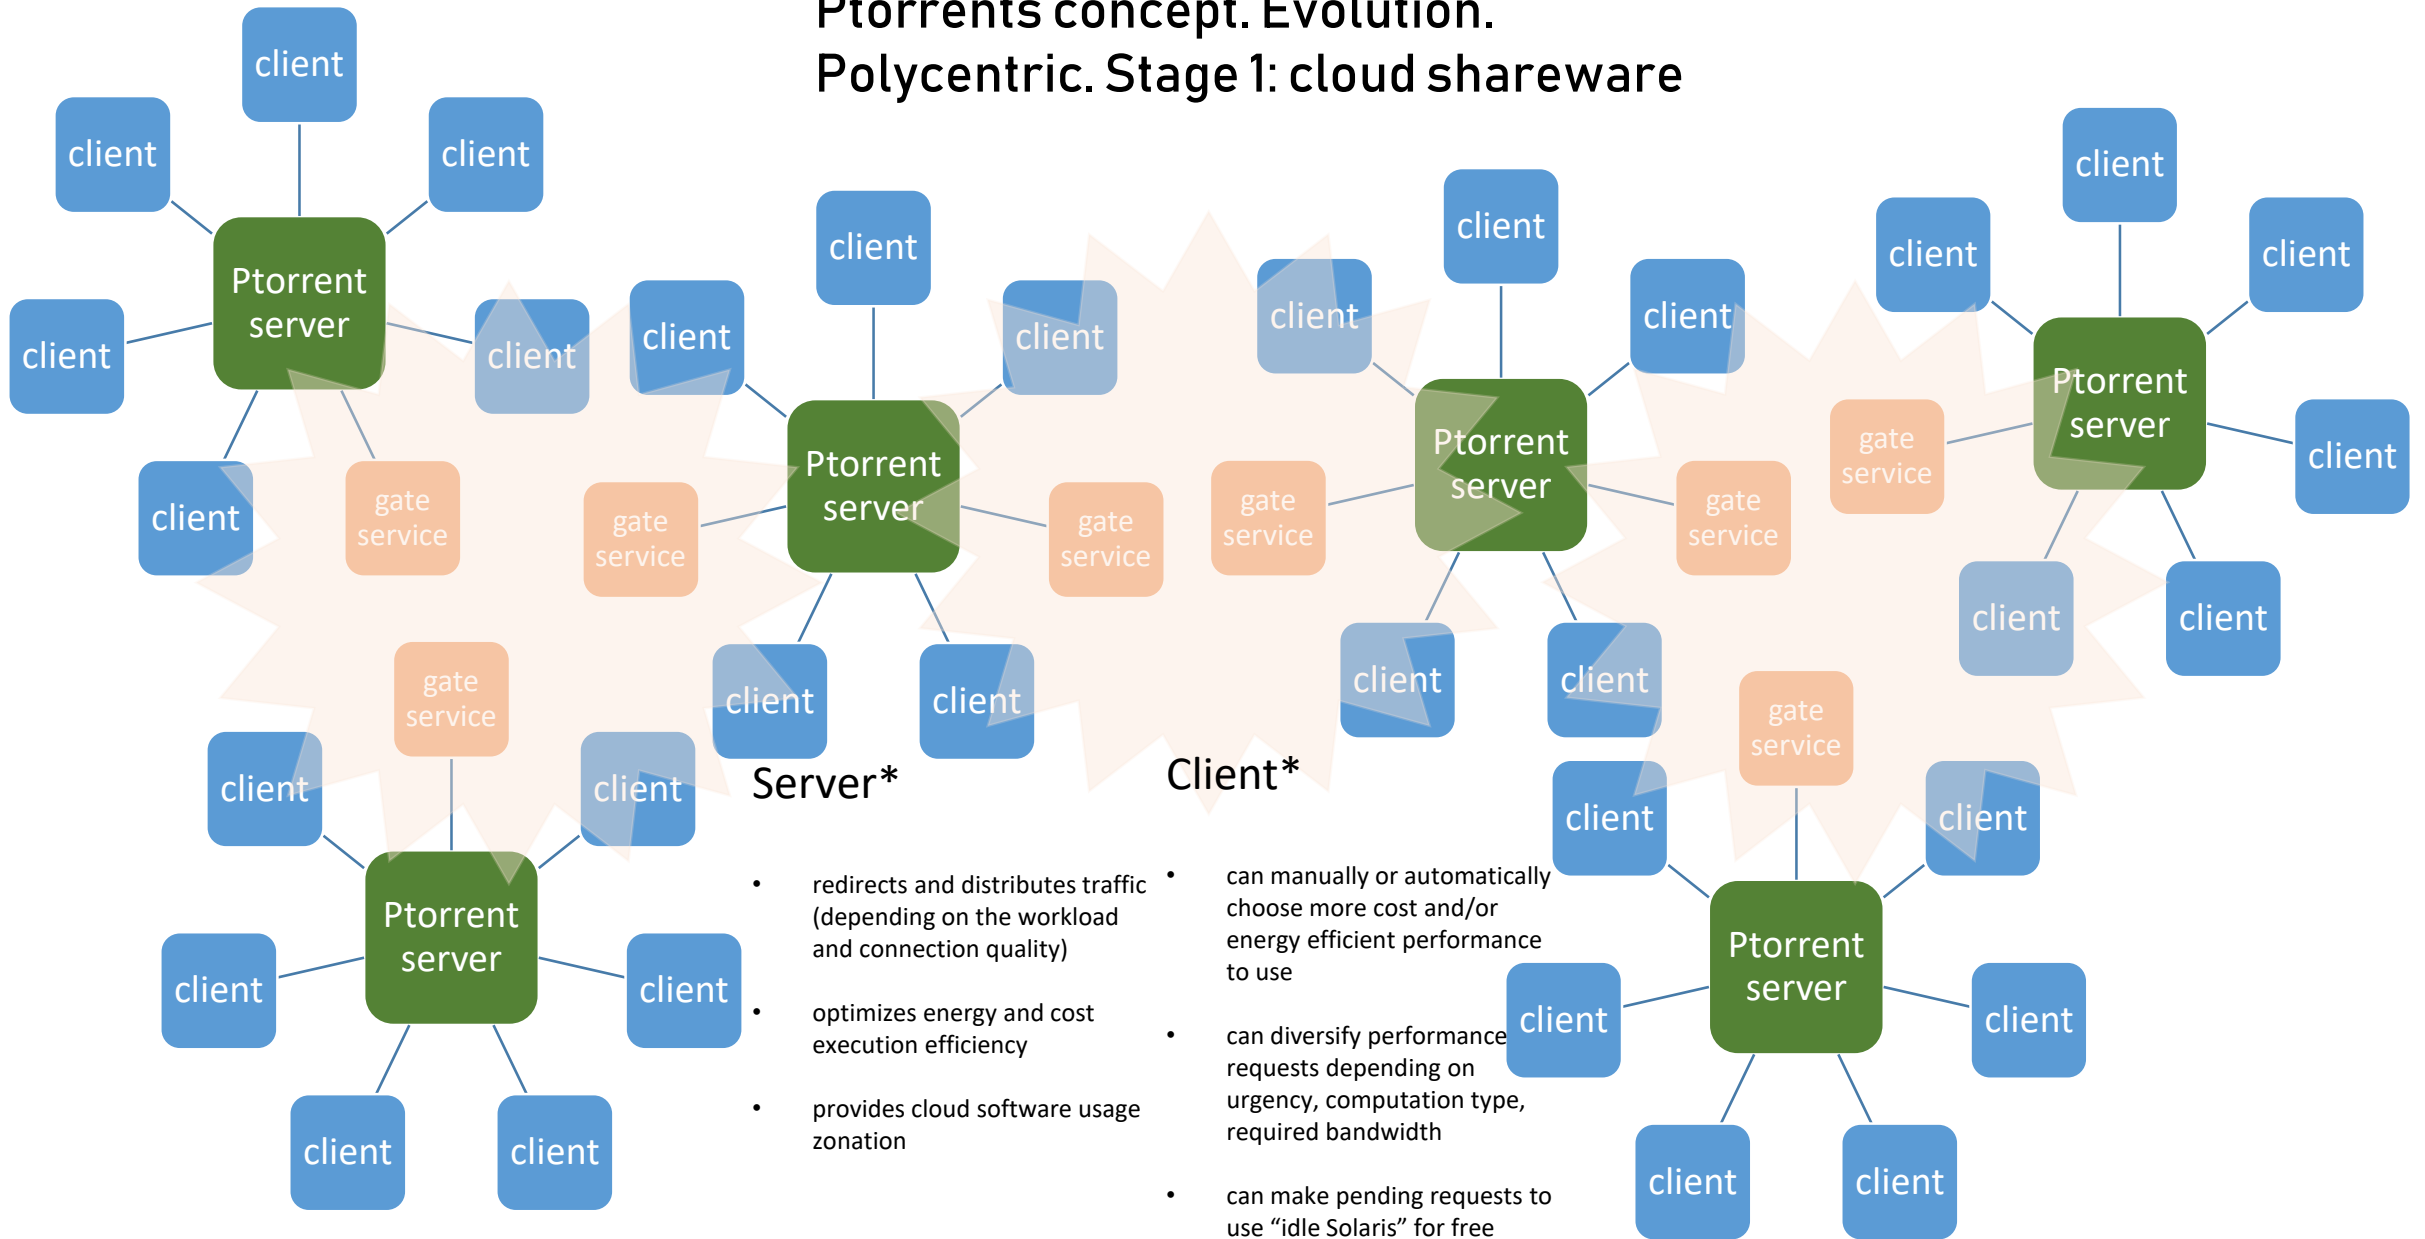 Ptorrents concept. Evolution.
Polycentric. Stage 1: cloud shareware
client
client
client
Ptorrent
server
client
client
client
gate
service
client
client
client
Ptorrent
server
gate
service
gate
service
client
client
client
client
client
Ptorrent
server
gate
service
gate
service
client
client
client
client
client
Ptorrent
server
gate
service
client
client
client
gate
service
client
client
Ptorrent
server
client
client
client
client
Server*
• redirects and distributes traffic
(depending on the workload
and connection quality)
• optimizes energy and cost
execution efficiency
• provides cloud software usage
zonation
Client*
• can manually or automatically
choose more cost and/or
energy efficient performance
to use
• can diversify performance
requests depending on
urgency, computation type,
required bandwidth
• can make pending requests to
use “idle Solaris” for free
gate
service
client
client
Ptorrent
server
client
client
client
client